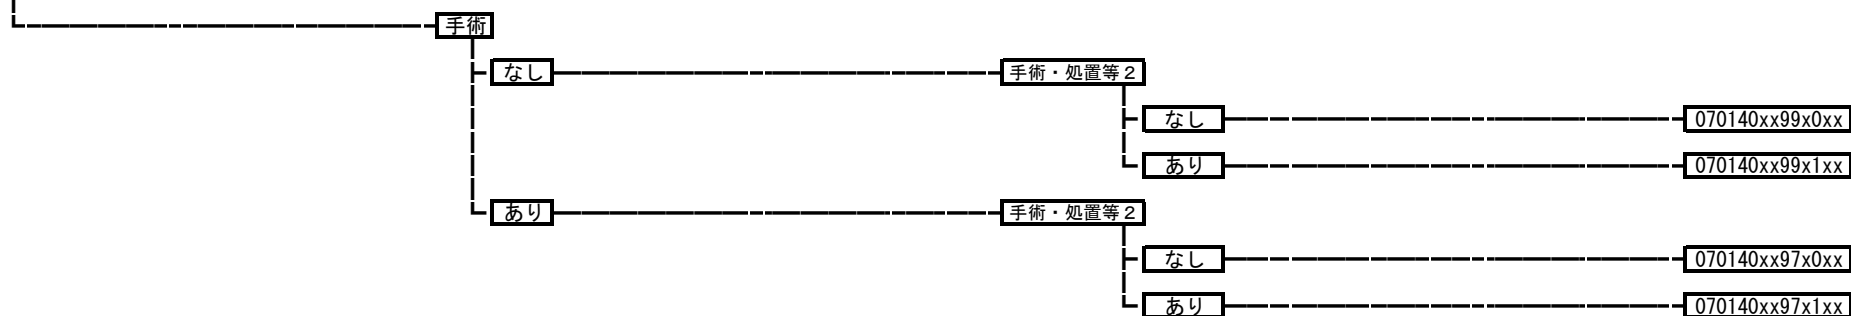 手術
なし 手術・処置等２
なし 070140xx99x0xx
あり 070140xx99x1xx
あり 手術・処置等２
なし 070140xx97x0xx
あり 070140xx97x1xx